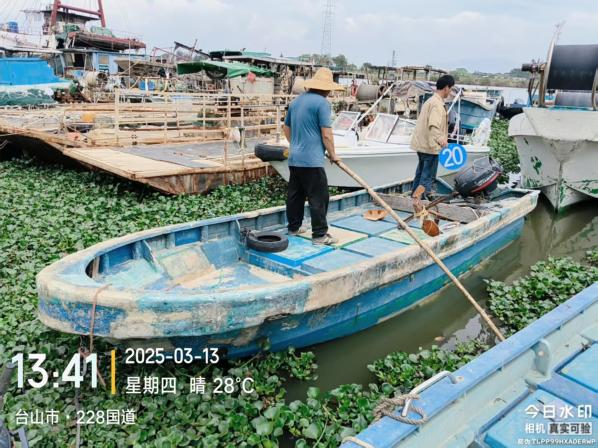 20
13:41
2025-03-13
星期四 晴 28℃
台山市·228国道
今日水印
相机真实可验
防伪 TLPP99HXADERWP